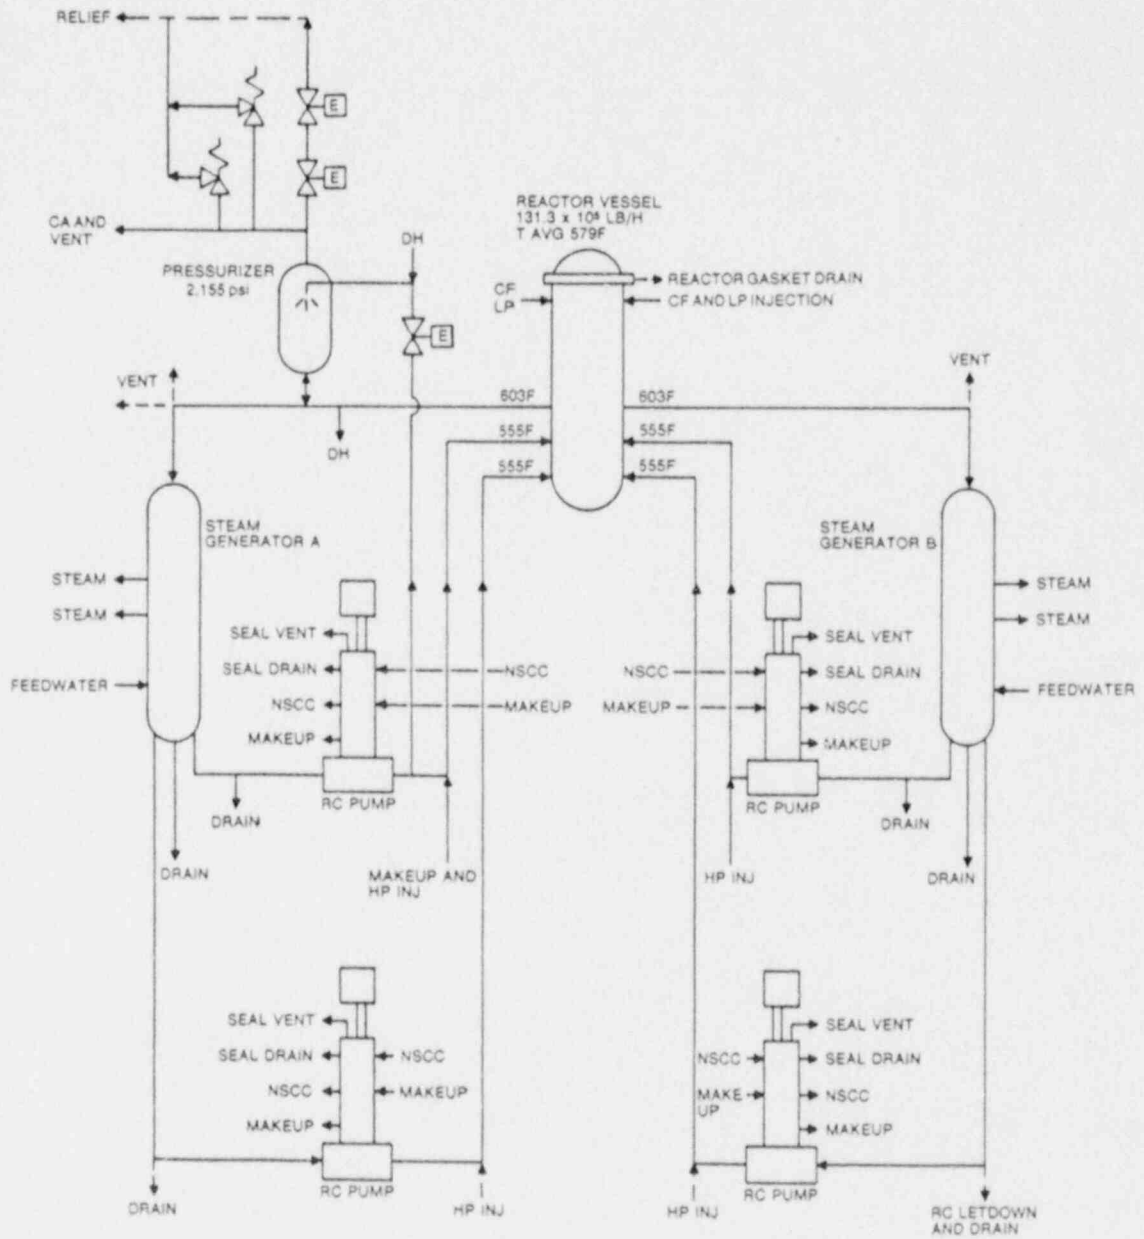 RELIEF
E
E
CA AND
VENT
PRESSURIZER
2,155 psi
DH
E
REACTOR VESSEL
131.3 x 10⁶ LB/H
T AVG 579F
REACTOR GASKET DRAIN
CF
LP
CF AND LP INJECTION
VENT
VENT
603F
603F
DH
555F
555F
555F
555F
STEAM
GENERATOR A
STEAM
GENERATOR B
STEAM
STEAM
STEAM
STEAM
FEEDWATER
FEEDWATER
SEAL VENT
SEAL DRAIN
NSCC
NSCC
MAKEUP
MAKEUP
RC PUMP
NSCC
MAKEUP
SEAL VENT
SEAL DRAIN
NSCC
MAKEUP
RC PUMP
DRAIN
DRAIN
DRAIN
DRAIN
MAKEUP AND
HP INJ
HP INJ
SEAL VENT
SEAL DRAIN
NSCC
NSCC
MAKEUP
MAKEUP
RC PUMP
NSCC
MAKE
UP
SEAL VENT
SEAL DRAIN
NSCC
MAKEUP
RC PUMP
DRAIN
HP INJ
HP INJ
RC LETDOWN
AND DRAIN